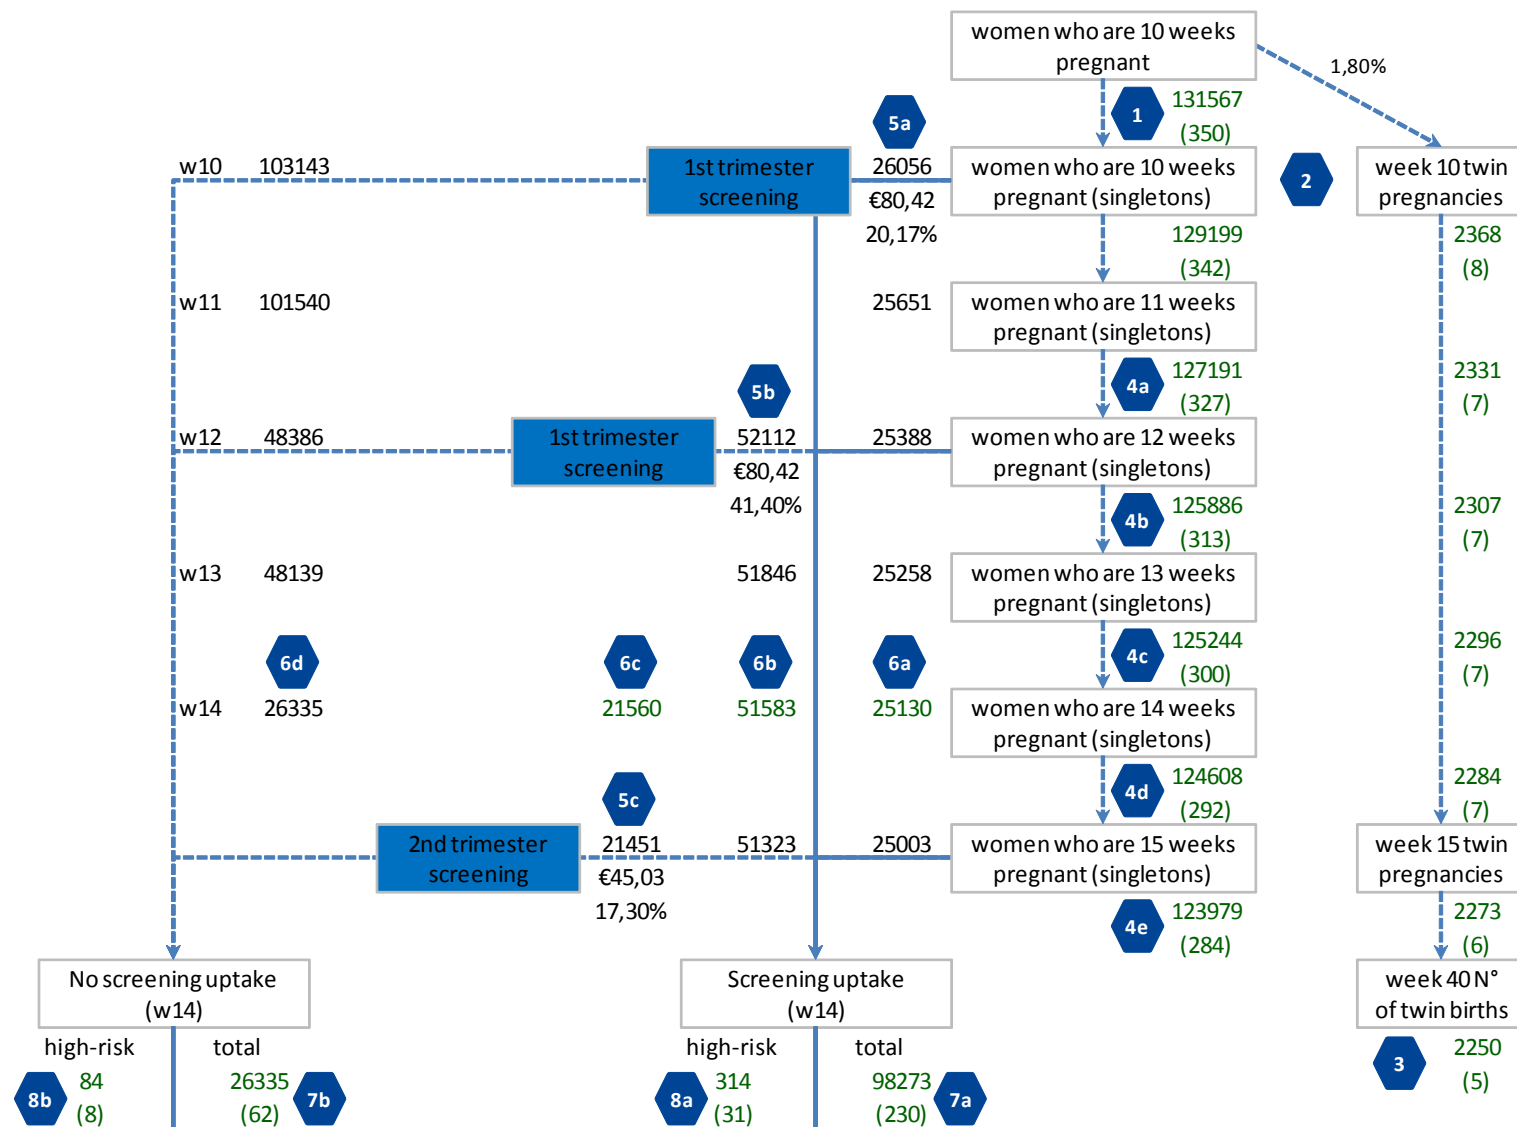 women who are 10 weeks
pregnant
1,80%
1
131567
(350)
5a
w10
103143
1st trimester
screening
26056
€80,42
20,17%
women who are 10 weeks
pregnant (singletons)
2
week 10 twin
pregnancies
129199
(342)
2368
(8)
w11
101540
25651
women who are 11 weeks
pregnant (singletons)
5b
4a
127191
(327)
2331
(7)
w12
48386
1st trimester
screening
52112
€80,42
41,40%
25388
women who are 12 weeks
pregnant (singletons)
4b
125886
(313)
2307
(7)
w13
48139
51846
25258
women who are 13 weeks
pregnant (singletons)
6d
6c
6b
6a
4c
125244
(300)
2296
(7)
w14
26335
21560
51583
25130
women who are 14 weeks
pregnant (singletons)
5c
4d
124608
(292)
2284
(7)
2nd trimester
screening
21451
€45,03
17,30%
51323
25003
women who are 15 weeks
pregnant (singletons)
week 15 twin
pregnancies
4e
123979
(284)
2273
(6)
No screening uptake
(w14)
Screening uptake
(w14)
week 40 N°
of twin births
high-risk
total
high-risk
total
8b
84
(8)
26335
(62)
7b
8a
314
(31)
98273
(230)
7a
3
2250
(5)